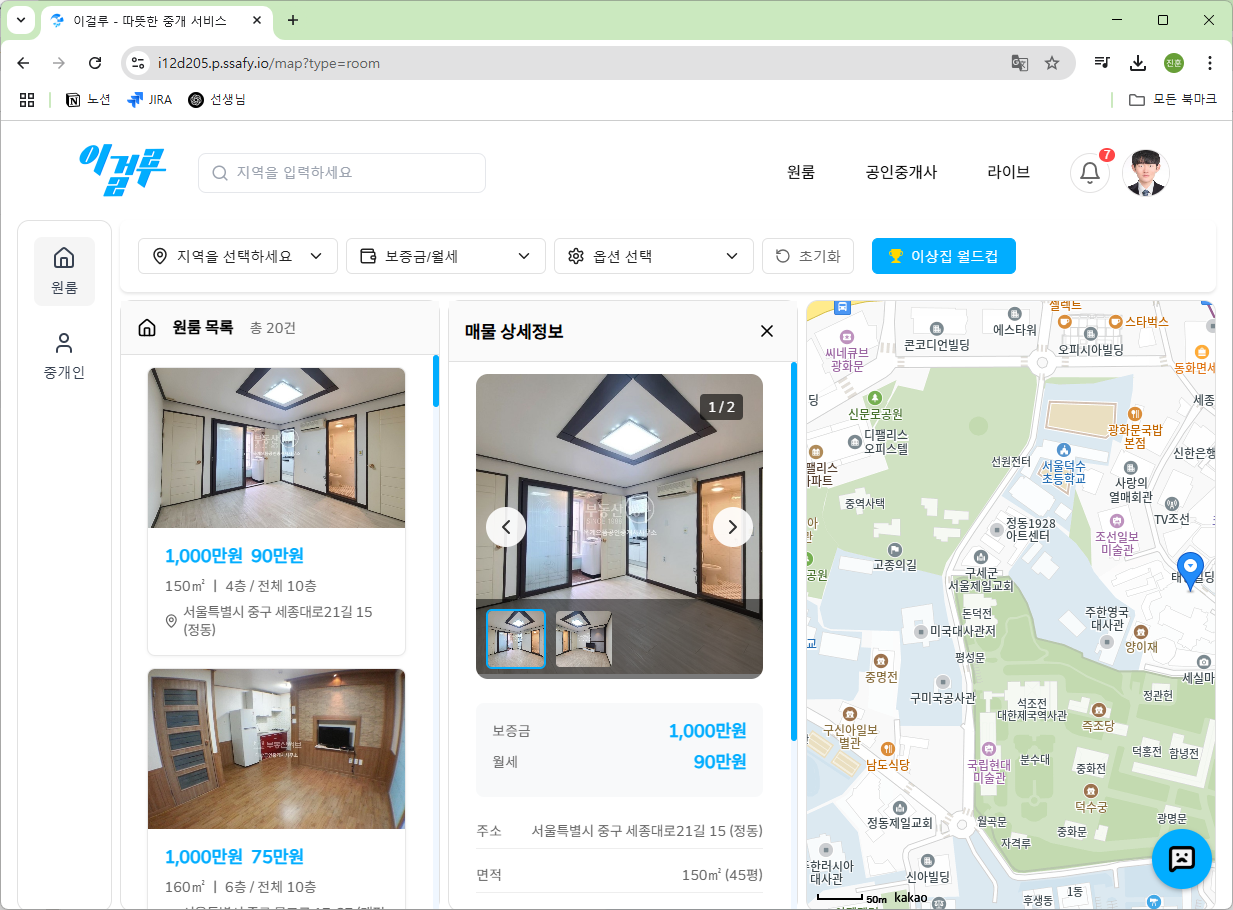 이걸루 - 따뜻한 중개 서비스
i12d205.p.ssafy.io/map?type=room
진훈
노션
JIRA
선생님
모든 북마크
이걸루
지역을 입력하세요
원룸
공인중개사
라이브
7
원룸
중개인
지역을 선택하세요
보증금/월세
옵션 선택
초기화
이상집 월드컵
원룸 목록
총 20건
1,000만원 90만원
150㎡ | 4층 / 전체 10층
서울특별시 중구 세종대로21길 15
(정동)
1,000만원 75만원
160㎡ | 6층 / 전체 10층
매물 상세정보
1 / 2
보증금
1,000만원
월세
90만원
주소
서울특별시 중구 세종대로21길 15 (정동)
면적
150㎡ (45평)
셀렉트
에스타워
스타벅스
콘코디언빌딩
오피시아빌딩
씨네큐브
광화문
동화면세
신문로공원
세종
디팰리스
오피스텔
광화문국밥
본점
팰리스
아파트
선원전터
서울덕수
초등학교
신한은행
사랑의
열매회관
중역사택
TV조선
정동1928
아트센터
조선일보
미술관
고종의길
구세군
서울제일교회
돈덕전
주한영국
대사관
미국대사관저
양이재
평성문
중명전
구미국공사관
세실마
정관헌
석조전
대한제국역사관
즉조당
구신아일보
별관
남도식당
국립현대
미술관
분수대
덕홍전
함녕전
중화전
덕수궁
정동제일교회
월곡문
중화문
광명문
자격루
주한러시아
대사관
신아빌딩
1동
후생동
50m
kakao